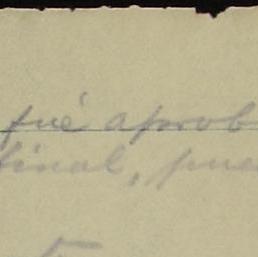 fué aprob
final, pue